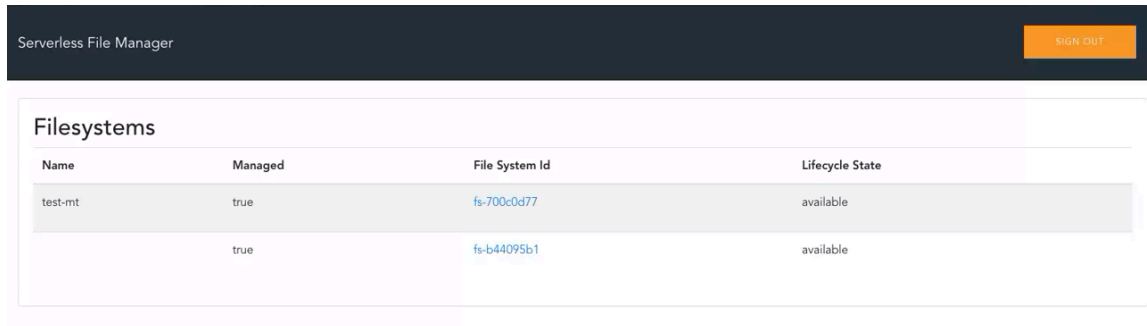 Serverless File Manager SIGN OUT
Filesystems
Name Managed File System Id Lifecycle State
test-mt true fs-700c0d77 available
true fs-b44095b1 available